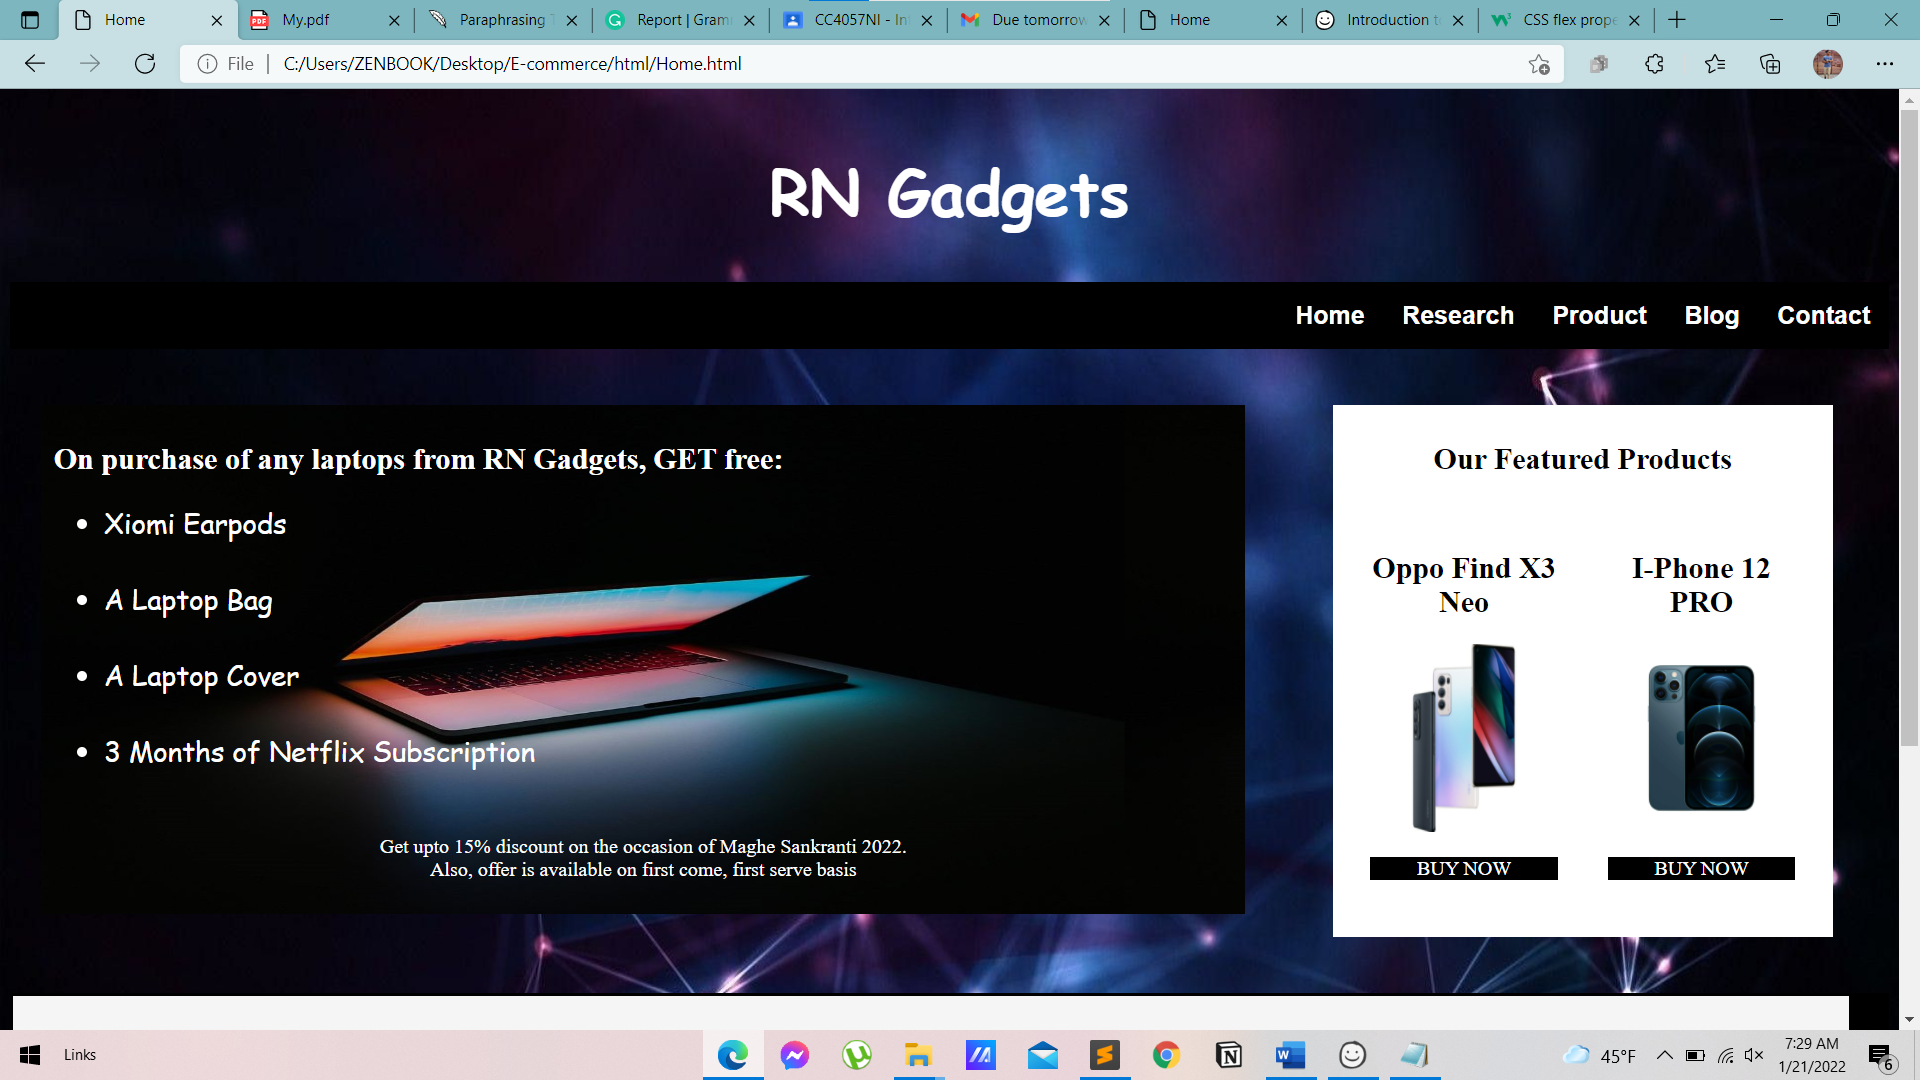 Home
My.pdf
Paraphrasing
Report | Gram
CC4057NI - In
Due tomorrow
Home
Introduction t
CSS flex prope
File
C:/Users/ZENBOOK/Desktop/E-commerce/html/Home.html
RN Gadgets
Home Research Product Blog Contact
On purchase of any laptops from RN Gadgets, GET free:
• Xiomi Earpods
• A Laptop Bag
• A Laptop Cover
• 3 Months of Netflix Subscription
Get upto 15% discount on the occasion of Maghe Sankranti 2022.
Also, offer is available on first come, first serve basis
Our Featured Products
Oppo Find X3
Neo
BUY NOW
I-Phone 12
PRO
BUY NOW
Links
45°F
7:29 AM
1/21/2022
6